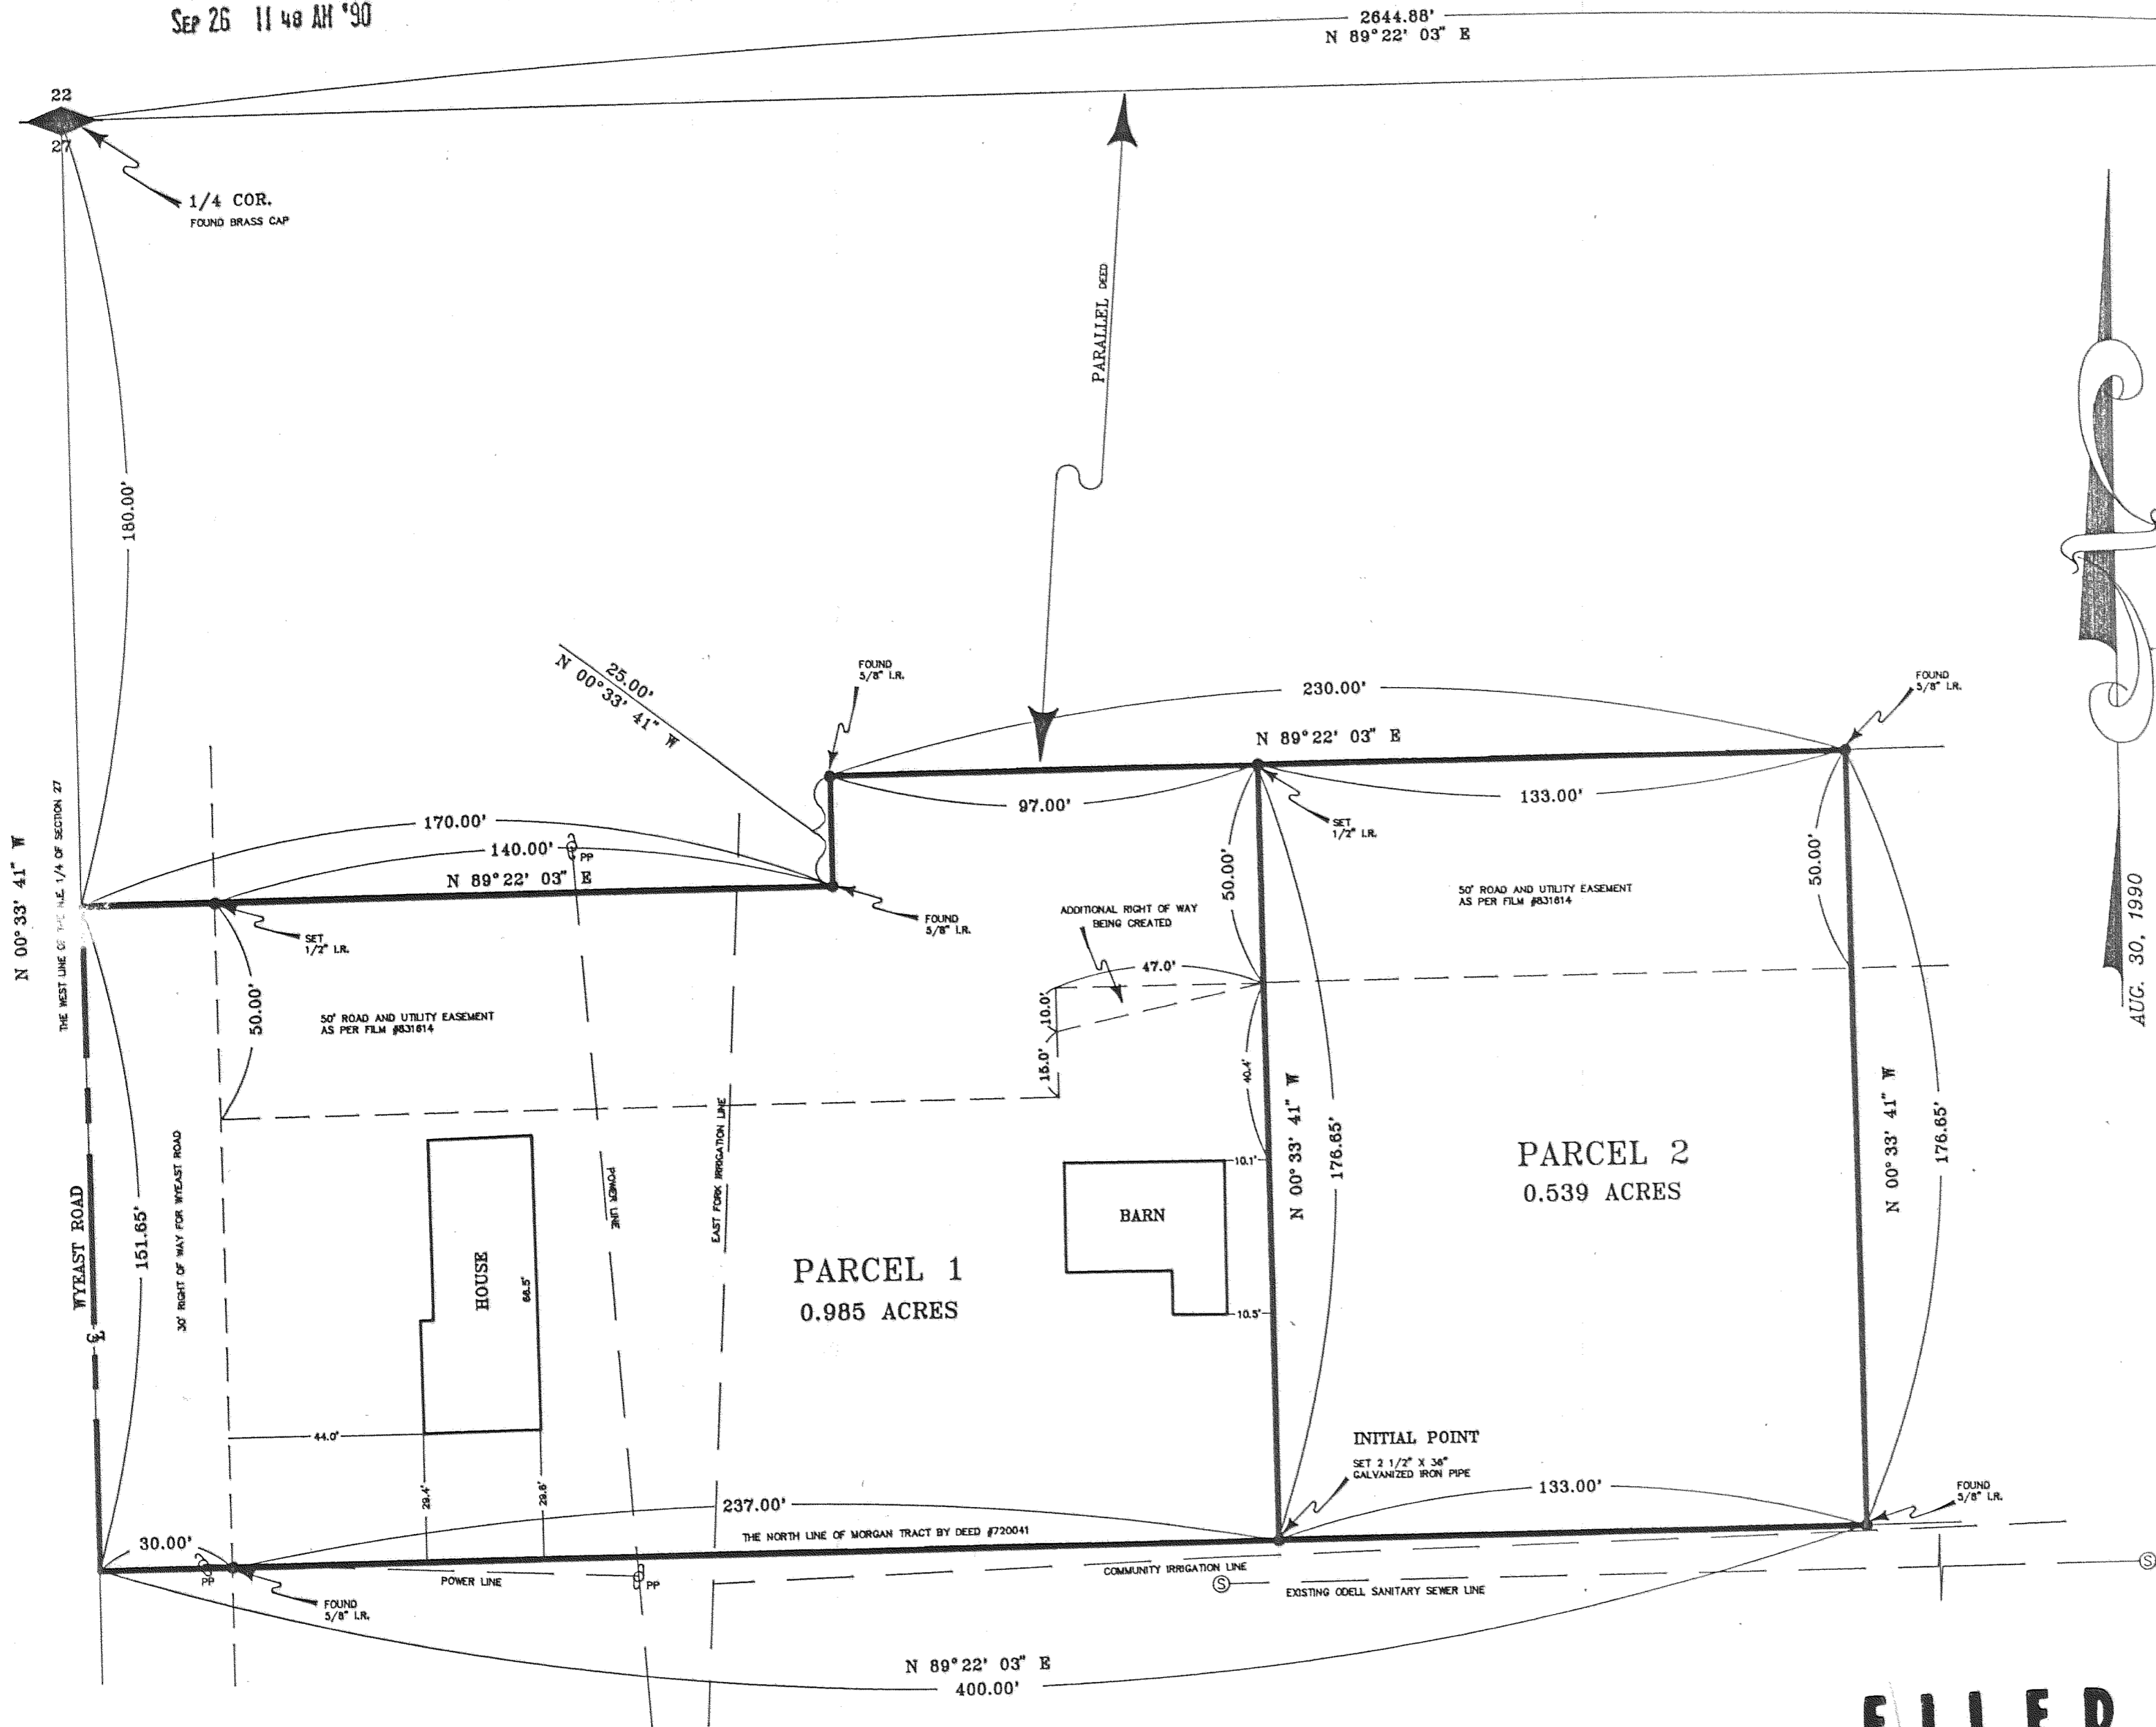 SEP 26 11 48 AM '90
2644.88'
N 89°22' 03" E
22
27
1/4 COR.
FOUND BRASS CAP
180.00'
PARALLEL DEED
25.00'
N 00°33' 41" W
FOUND
5/8" I.R.
230.00'
N 89°22' 03" E
FOUND
5/8" I.R.
97.00'
133.00'
SET
1/2" I.R.
170.00'
140.00'
PP
N 89°22' 03" E
SET
1/2" I.R.
FOUND
5/8" I.R.
N 00°33' 41" W
THE WEST LINE OF THE N.E. 1/4 OF SECTION 27
50.00'
50' ROAD AND UTILITY EASEMENT
AS PER FILM #831614
ADDITIONAL RIGHT OF WAY
BEING CREATED
47.0'
10.0'
15.0'
50.00'
50' ROAD AND UTILITY EASEMENT
AS PER FILM #831614
50.00'
AUG. 30, 1990
40.4'
N 00°33' 41" W
176.65'
PARCEL 2
0.539 ACRES
N 00°33' 41" W
176.65'
WYEAST ROAD
CL
151.65'
30' RIGHT OF WAY FOR WYEAST ROAD
HOUSE
66.5'
POWER LINE
EAST FORK IRRIGATION LINE
PARCEL 1
0.985 ACRES
BARN
10.1'
10.5'
44.0'
29.4'
29.6'
INITIAL POINT
SET 2 1/2" X 36"
GALVANIZED IRON PIPE
133.00'
FOUND
5/8" I.R.
237.00'
THE NORTH LINE OF MORGAN TRACT BY DEED #720041
30.00'
PP
POWER LINE
PP
FOUND
5/8" I.R.
COMMUNITY IRRIGATION LINE
S
EXISTING ODELL SANITARY SEWER LINE
S
N 89°22' 03" E
400.00'
FILED